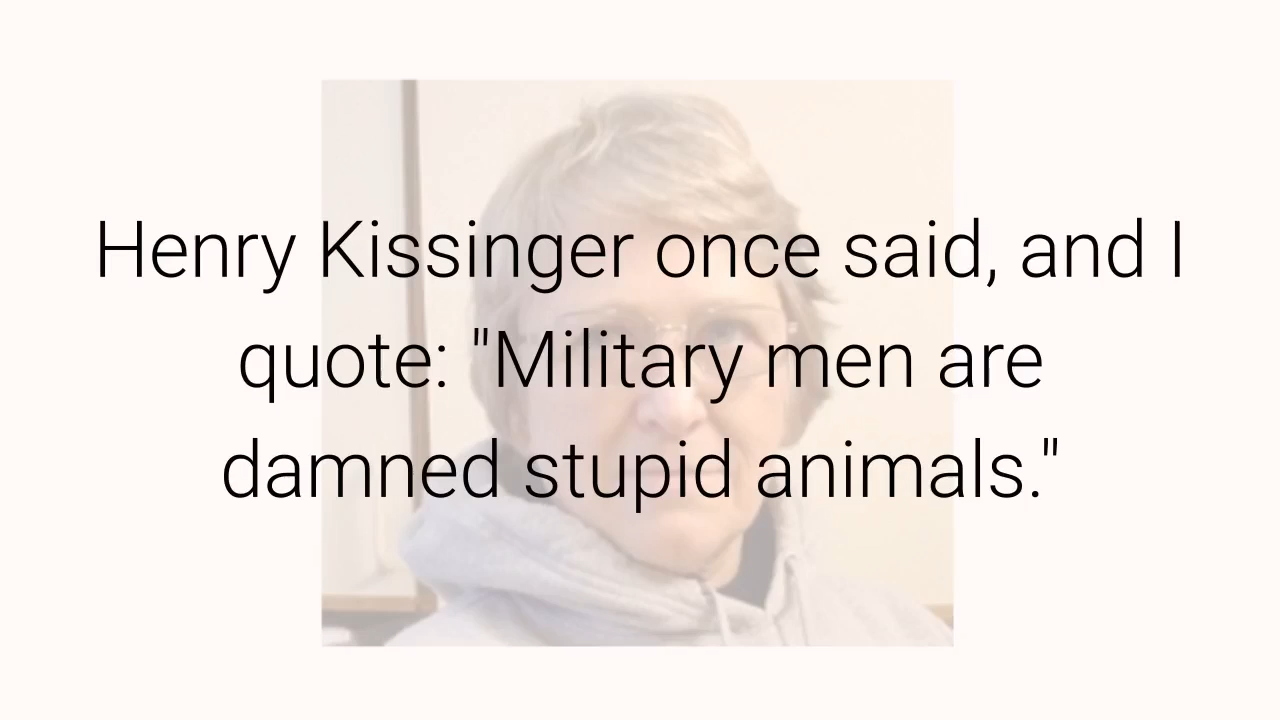 Henry Kissinger once said, and I
quote: "Military men are
damned stupid animals."